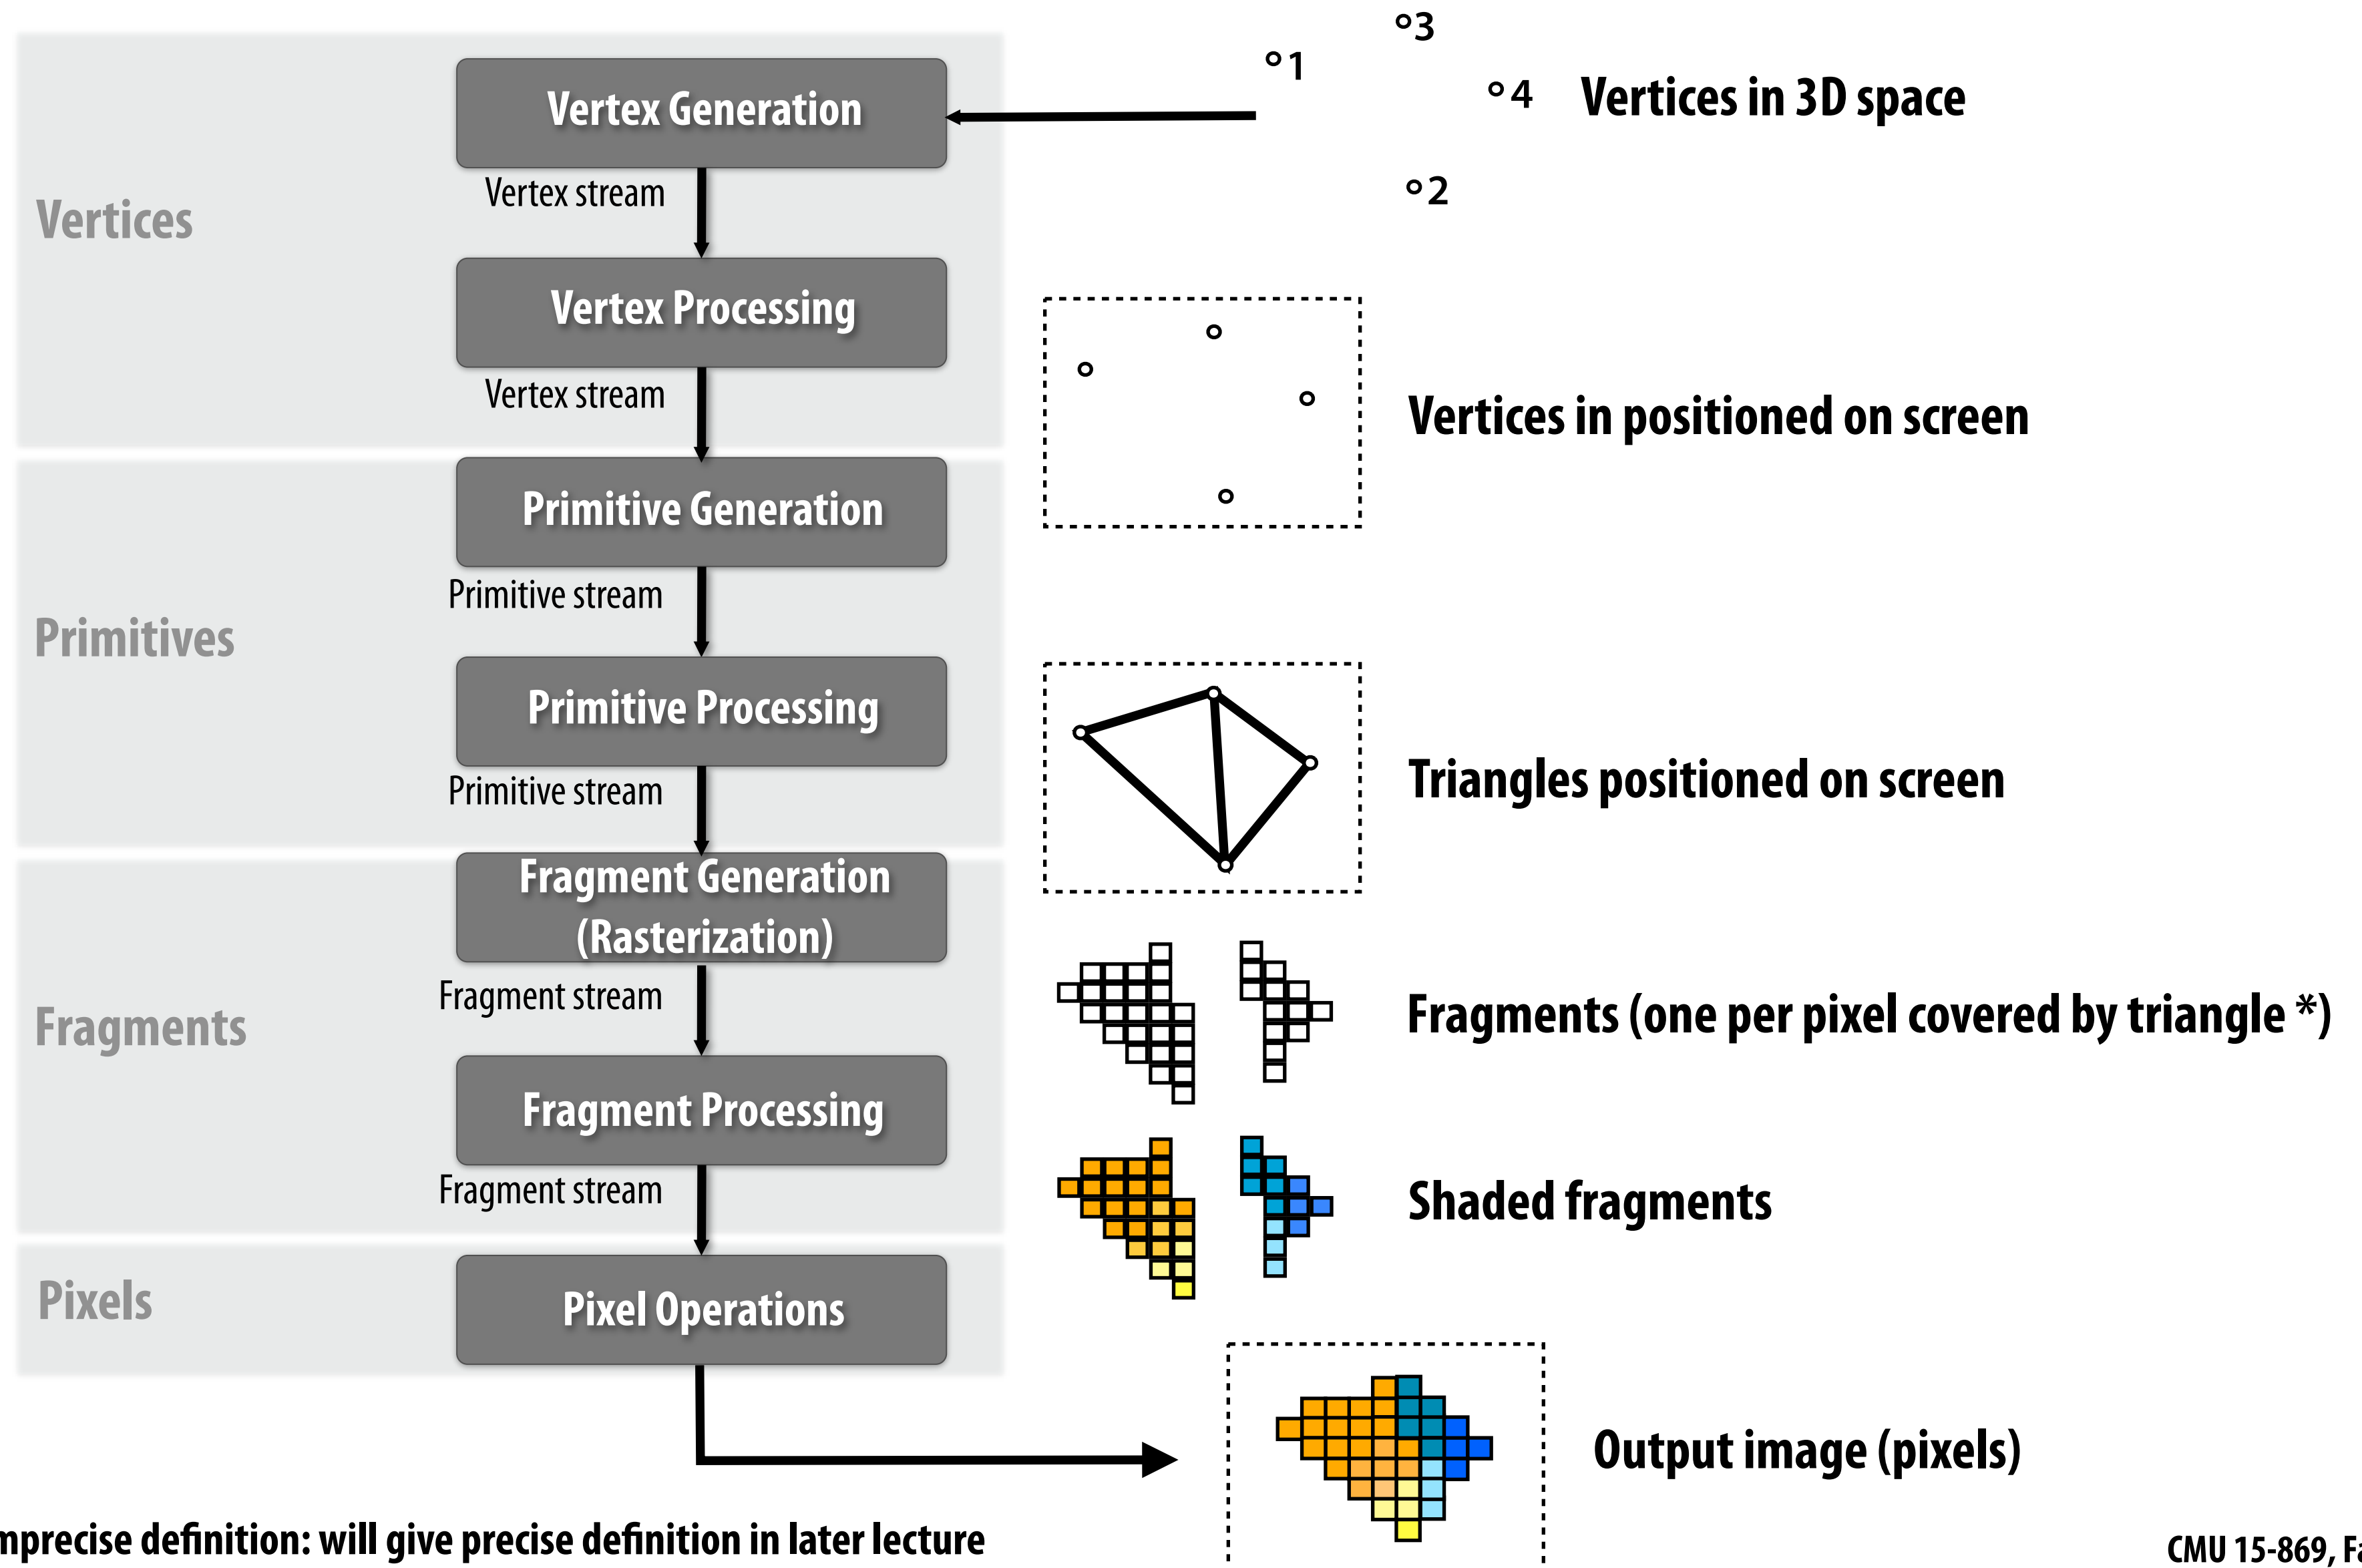 °3
°1
°4
Vertices in 3D space
Vertex Generation
°2
Vertex stream
Vertices
Vertex Processing
Vertex stream
Vertices in positioned on screen
Primitive Generation
Primitive stream
Primitives
Primitive Processing
Primitive stream
Triangles positioned on screen
Fragment Generation
(Rasterization)
Fragment stream
Fragments
Fragments (one per pixel covered by triangle *)
Fragment Processing
Fragment stream
Shaded fragments
Pixels
Pixel Operations
Output image (pixels)
definition: will give precise definition in later lecture
CMU 15-869,